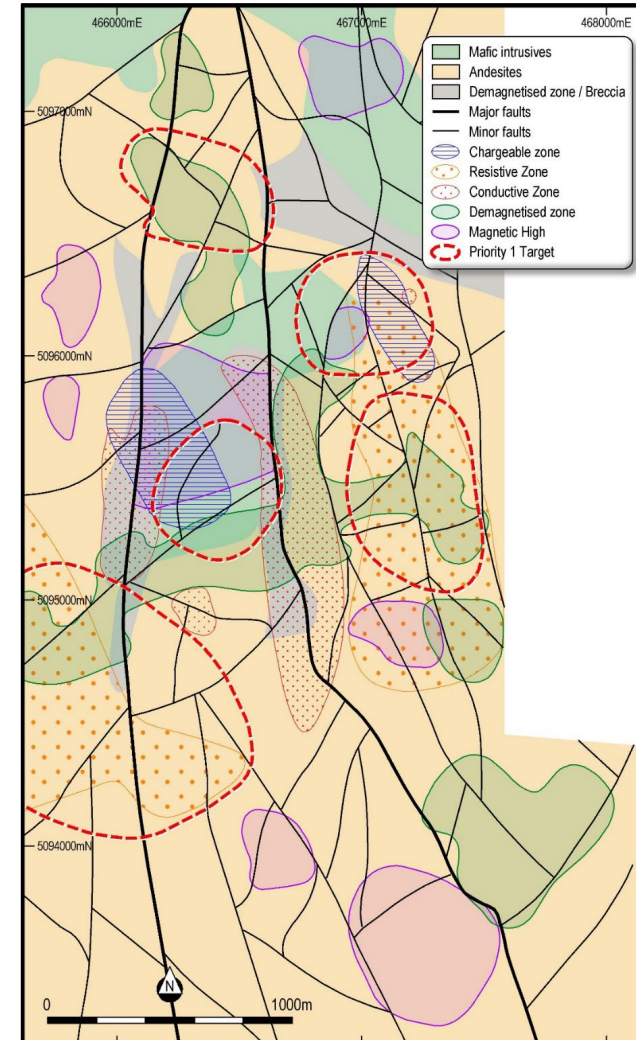 466000mE
467000mE
468000mE
Mafic intrusives
Andesites
Demagnetised zone / Breccia
Major faults
Minor faults
Chargeable zone
Resistive Zone
Conductive Zone
Demagnetised zone
Magnetic High
Priority 1 Target
5097000mN
5096000mN
5095000mN
5094000mN
N
0
1000m